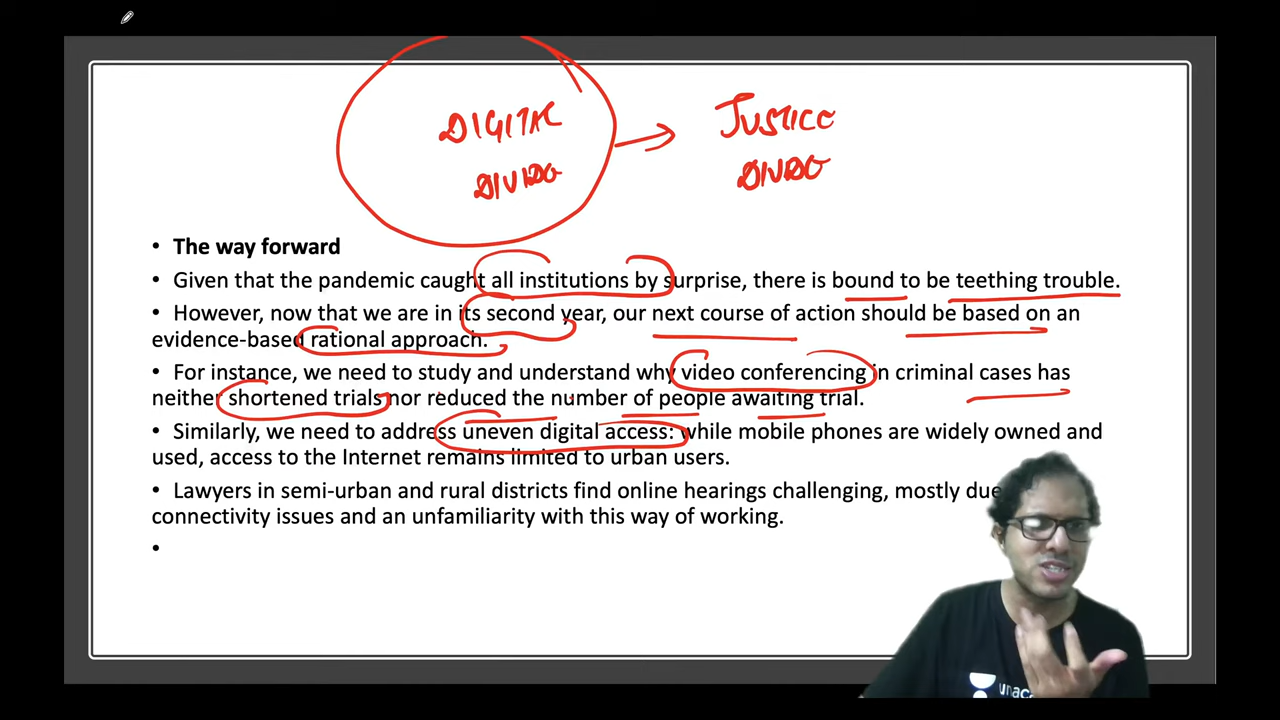 DIGITAL
DIVIDE
JUSTICE
DIVIDE
• The way forward
• Given that the pandemic caught all institutions by surprise, there is bound to be teething trouble.
• However, now that we are in its second year, our next course of action should be based on an
evidence-based rational approach.
• For instance, we need to study and understand why video conferencing in criminal cases has
neither shortened trials nor reduced the number of people awaiting trial.
• Similarly, we need to address uneven digital access: while mobile phones are widely owned and
used, access to the Internet remains limited to urban users.
• Lawyers in semi-urban and rural districts find online hearings challenging, mostly due
connectivity issues and an unfamiliarity with this way of working.
•